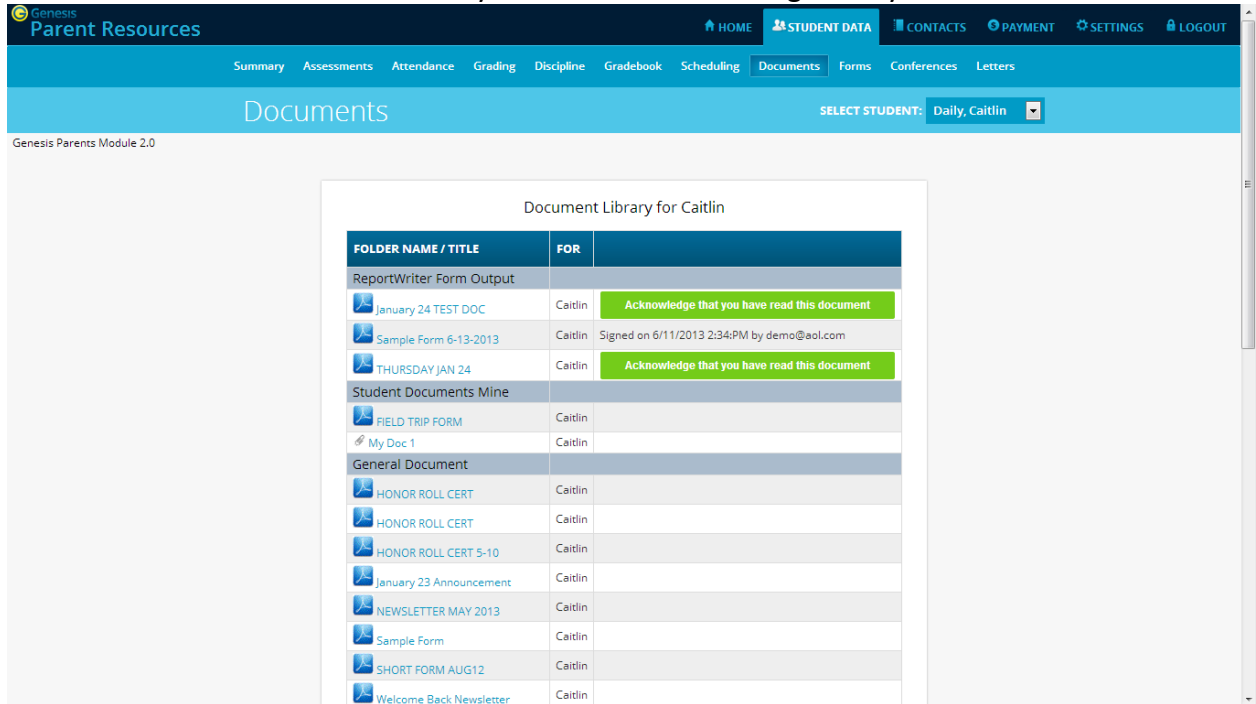 Genesis
Parent Resources
HOME STUDENT DATA CONTACTS PAYMENT SETTINGS LOGOUT
Summary Assessments Attendance Grading Discipline Gradebook Scheduling Documents Forms Conferences Letters
Documents
SELECT STUDENT: Daily, Caitlin
Genesis Parents Module 2.0
Document Library for Caitlin
FOLDER NAME / TITLE FOR
ReportWriter Form Output
January 24 TEST DOC Caitlin Acknowledge that you have read this document
Sample Form 6-13-2013 Caitlin Signed on 6/11/2013 2:34:PM by demo@aol.com
THURSDAY JAN 24 Caitlin Acknowledge that you have read this document
Student Documents Mine
FIELD TRIP FORM Caitlin
My Doc 1 Caitlin
General Document
HONOR ROLL CERT Caitlin
HONOR ROLL CERT Caitlin
HONOR ROLL CERT 5-10 Caitlin
January 23 Announcement Caitlin
NEWSLETTER MAY 2013 Caitlin
Sample Form Caitlin
SHORT FORM AUG12 Caitlin
Welcome Back Newsletter Caitlin